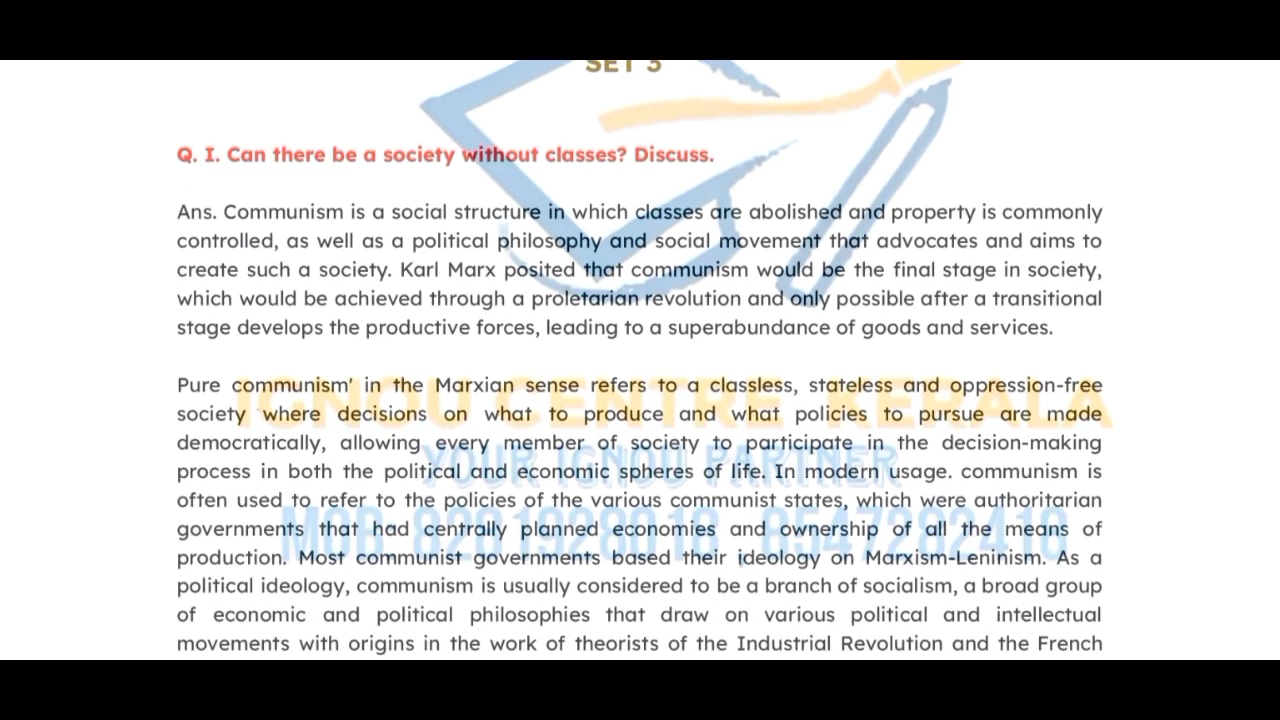 SET 3
Q. I. Can there be a society without classes? Discuss.
Ans. Communism is a social structure in which classes are abolished and property is commonly
controlled, as well as a political philosophy and social movement that advocates and aims to
create such a society. Karl Marx posited that communism would be the final stage in society,
which would be achieved through a proletarian revolution and only possible after a transitional
stage develops the productive forces, leading to a superabundance of goods and services.
Pure communism' in the Marxian sense refers to a classless, stateless and oppression-free
society where decisions on what to produce and what policies to pursue are made
democratically, allowing every member of society to participate in the decision-making
process in both the political and economic spheres of life. In modern usage. communism is
often used to refer to the policies of the various communist states, which were authoritarian
governments that had centrally planned economies and ownership of all the means of
production. Most communist governments based their ideology on Marxism-Leninism. As a
political ideology, communism is usually considered to be a branch of socialism, a broad group
of economic and political philosophies that draw on various political and intellectual
movements with origins in the work of theorists of the Industrial Revolution and the French
IGNOU CENTRE KERALA
YOUR IGNOU PARTNER